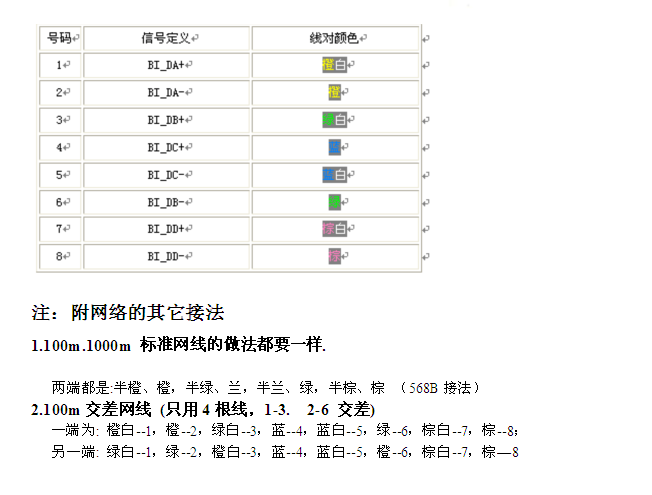 号码 信号定义 线对颜色
1 BI_DA+ 橙白
2 BI_DA- 橙
3 BI_DB+ 绿白
4 BI_DC+ 蓝
5 BI_DC- 蓝白
6 BI_DB- 绿
7 BI_DD+ 棕白
8 BI_DD- 棕
注：附网络的其它接法
1.100m.1000m 标准网线的做法都要一样.
两端都是:半橙、橙，半绿、兰，半兰、绿，半棕、棕 （568B 接法）
2.100m 交差网线 (只用 4 根线，1-3. 2-6 交差)
一端为: 橙白--1，橙--2，绿白--3，蓝--4，蓝白--5，绿--6，棕白--7，棕--8；
另一端: 绿白--1，绿--2，橙白--3，蓝--4，蓝白--5，橙--6，棕白--7，棕—8